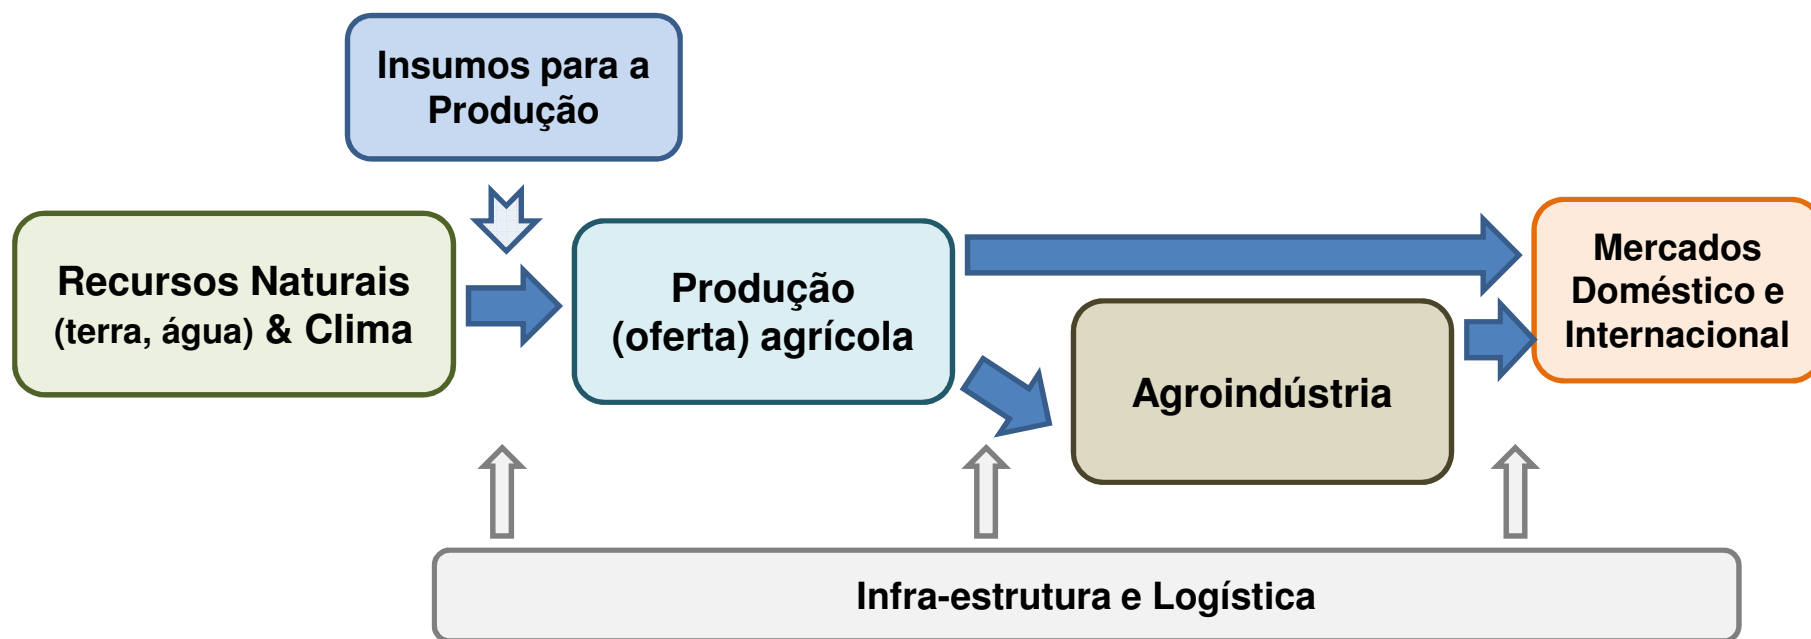 Insumos para a
Produção
Recursos Naturais
(terra, água) & Clima
Produção
(oferta) agrícola
Agroindústria
Mercados
Doméstico e
Internacional
Infra-estrutura e Logística